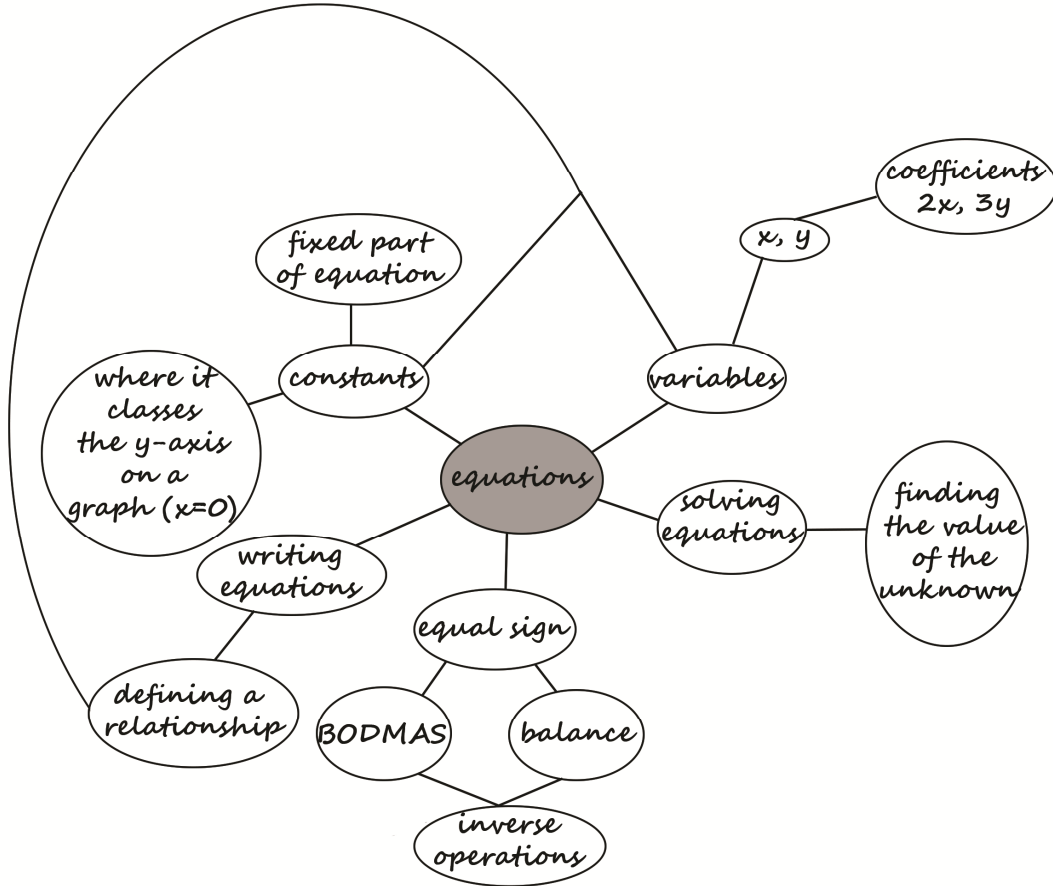 coefficients
2x, 3y
x, y
fixed part
of equation
constants
variables
where it
classes
the y-axis
on a
graph (x=0)
equations
solving
equations
finding
the value
of the
unknown
writing
equations
equal sign
defining a
relationship
BODMAS
balance
inverse
operations